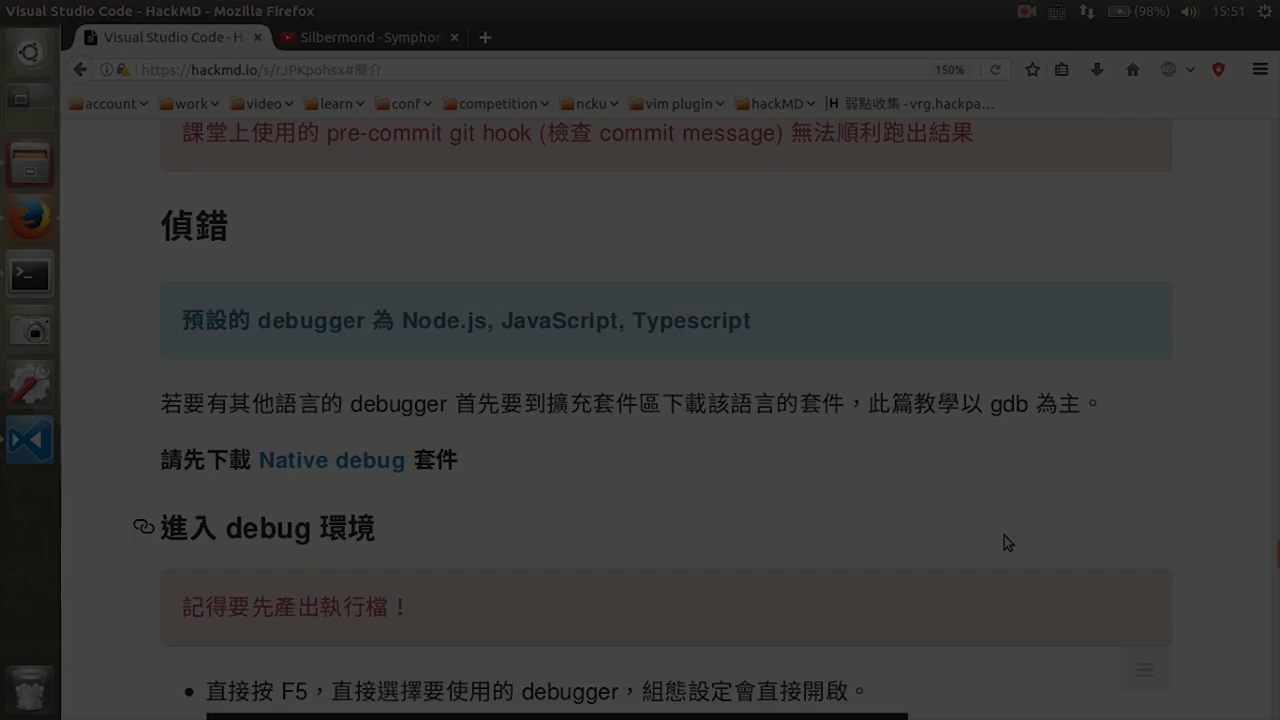 Visual Studio Code - HackMD - Mozilla Firefox
(98%)
15:51
Visual Studio Code - H
Silbermond - Symphon
https://hackmd.io/s/rJPKpohsx#簡介
150%
account
work
video
learn
conf
competition
ncku
vim plugin
hackMD
弱點收集 - vrg.hackpa…
課堂上使用的 pre-commit git hook (檢查 commit message) 無法順利跑出結果
偵錯
預設的 debugger 為 Node.js, JavaScript, Typescript
若要有其他語言的 debugger 首先要到擴充套件區下載該語言的套件，此篇教學以 gdb 為主。
請先下載 Native debug 套件
進入 debug 環境
記得要先產出執行檔！
直接按 F5，直接選擇要使用的 debugger，組態設定會直接開啟。